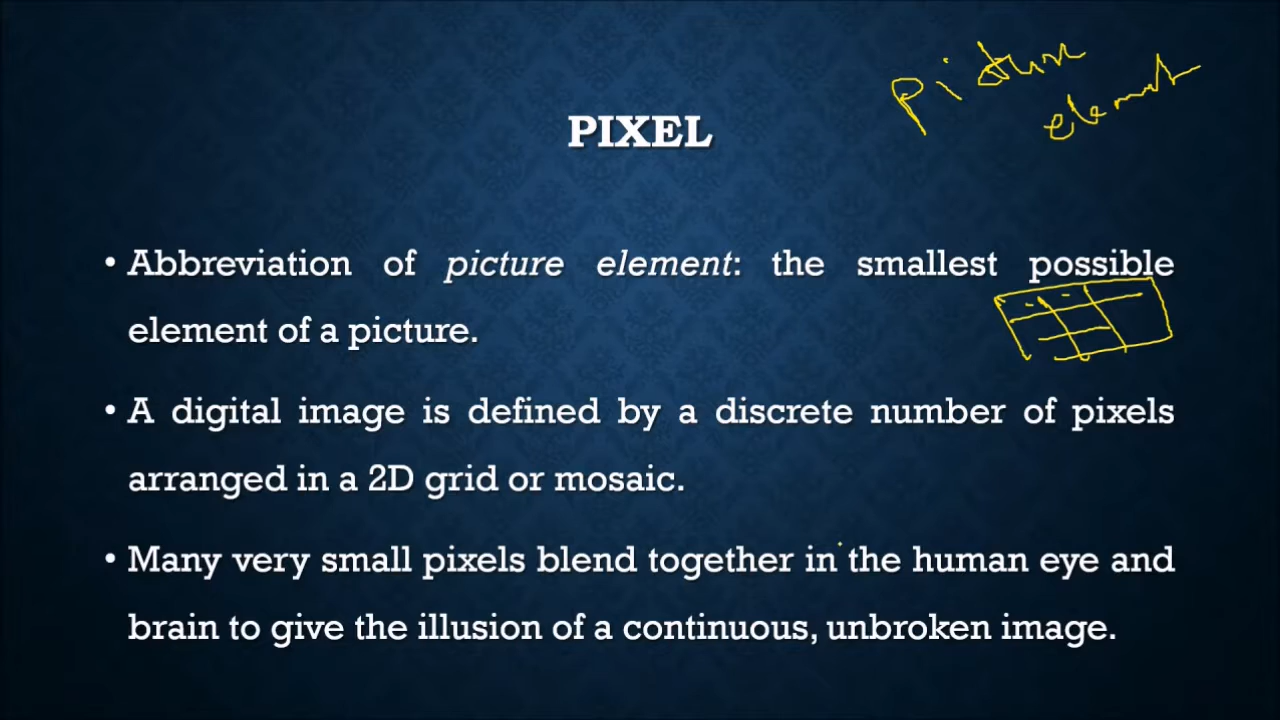 Picture
element
PIXEL
• Abbreviation of picture element: the smallest possible
element of a picture.
• A digital image is defined by a discrete number of pixels
arranged in a 2D grid or mosaic.
• Many very small pixels blend together in the human eye and
brain to give the illusion of a continuous, unbroken image.